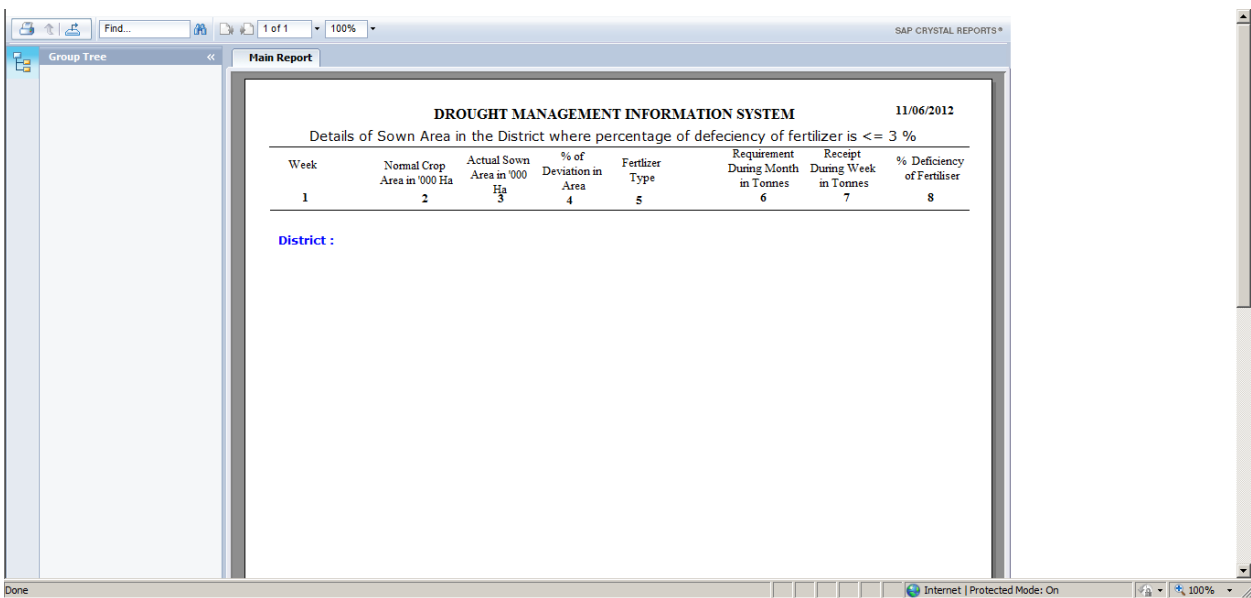 Find... 1 of 1 100% SAP CRYSTAL REPORTS®
Group Tree « Main Report
DROUGHT MANAGEMENT INFORMATION SYSTEM 11/06/2012
Details of Sown Area in the District where percentage of defeciency of fertilizer is <= 3 %
Week
Normal Crop
Area in '000 Ha
Actual Sown
Area in '000
Ha
% of
Deviation in
Area
Fertlizer
Type
Requirement
During Month
in Tonnes
Receipt
During Week
in Tonnes
% Deficiency
of Fertiliser
1 2 3 4 5 6 7 8
District :
Done Internet | Protected Mode: On 100%